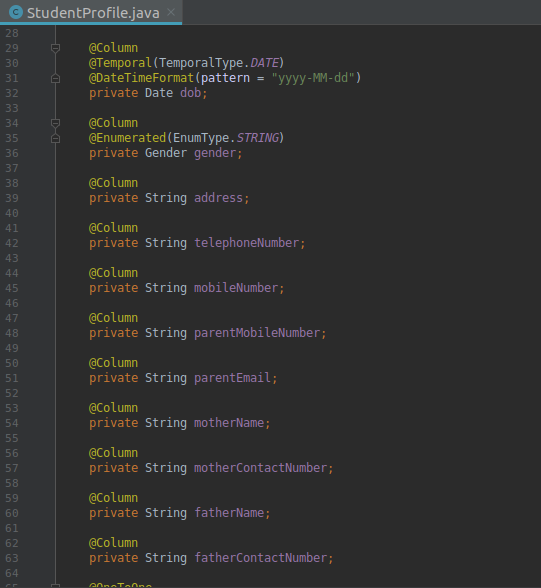 StudentProfile.java
28
29 @Column
30 @Temporal(TemporalType.DATE)
31 @DateTimeFormat(pattern = "yyyy-MM-dd")
32 private Date dob;
33
34 @Column
35 @Enumerated(EnumType.STRING)
36 private Gender gender;
37
38 @Column
39 private String address;
40
41 @Column
42 private String telephoneNumber;
43
44 @Column
45 private String mobileNumber;
46
47 @Column
48 private String parentMobileNumber;
49
50 @Column
51 private String parentEmail;
52
53 @Column
54 private String motherName;
55
56 @Column
57 private String motherContactNumber;
58
59 @Column
60 private String fatherName;
61
62 @Column
63 private String fatherContactNumber;
64
65 @OneToOne